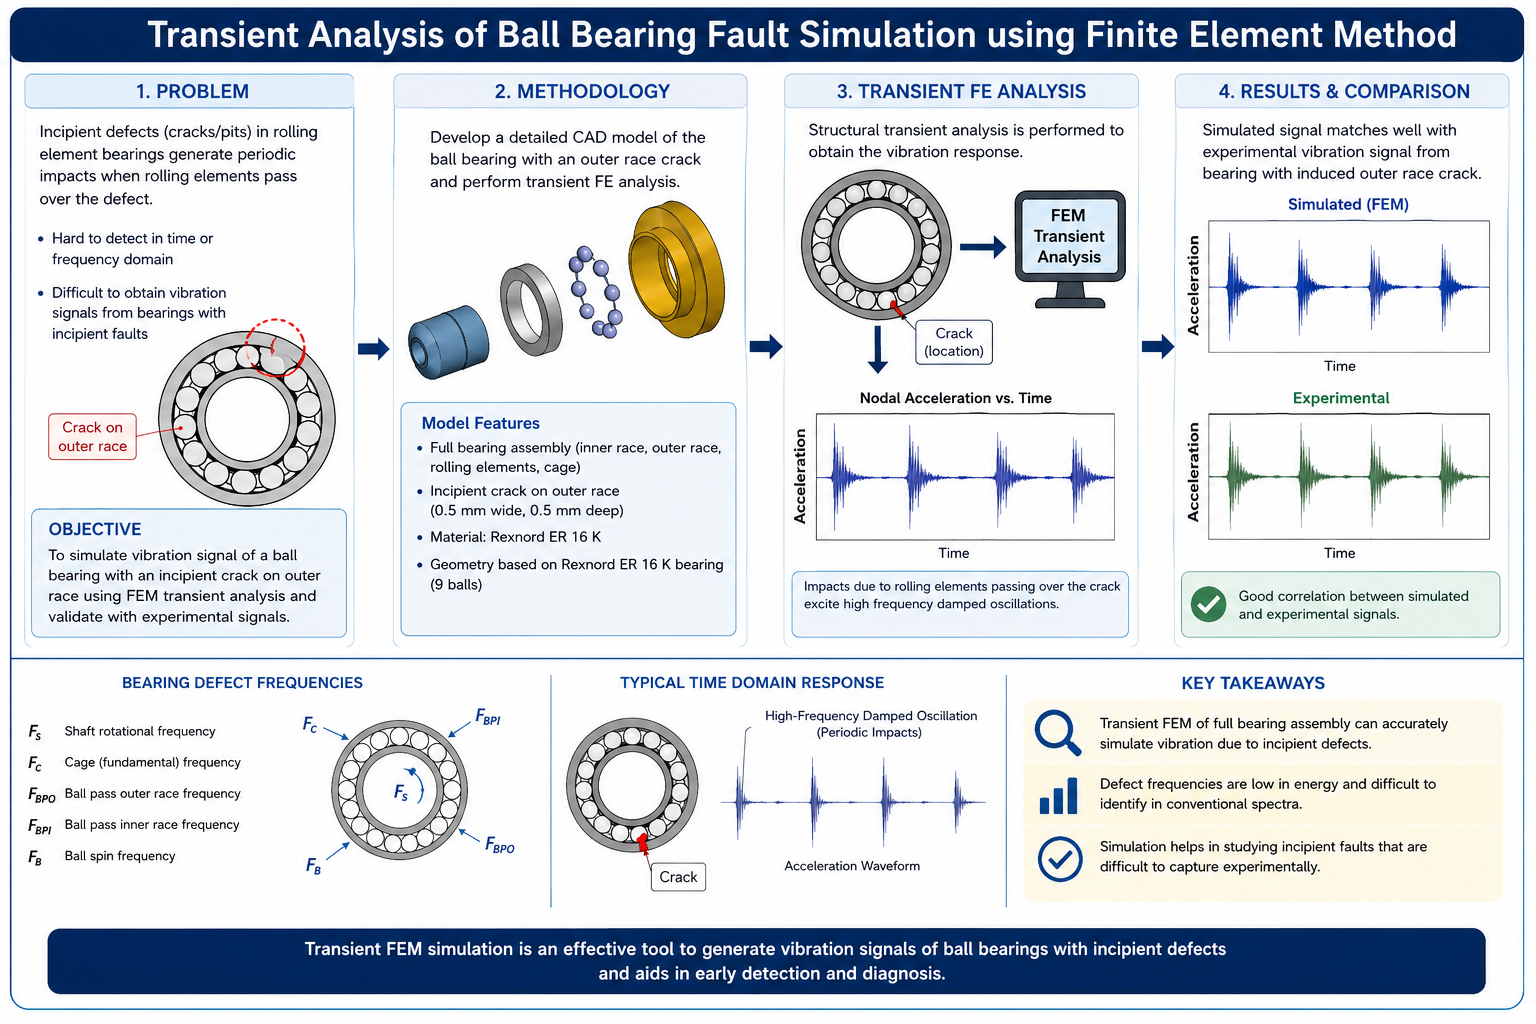 Transient Analysis of Ball Bearing Fault Simulation using Finite Element Method
1. PROBLEM
Incipient defects (cracks/pits) in rolling
element bearings generate periodic
impacts when rolling elements pass
over the defect.
• Hard to detect in time or
frequency domain
• Difficult to obtain vibration
signals from bearings with
incipient faults
Crack on
outer race
OBJECTIVE
To simulate vibration signal of a ball
bearing with an incipient crack on outer
race using FEM transient analysis and
validate with experimental signals.
2. METHODOLOGY
Develop a detailed CAD model of the
ball bearing with an outer race crack
and perform transient FE analysis.
Model Features
• Full bearing assembly (inner race, outer race,
rolling elements, cage)
• Incipient crack on outer race
(0.5 mm wide, 0.5 mm deep)
• Material: Rexnord ER 16 K
• Geometry based on Rexnord ER 16 K bearing
(9 balls)
3. TRANSIENT FE ANALYSIS
Structural transient analysis is performed to
obtain the vibration response.
FEM
Transient
Analysis
Crack
(location)
Nodal Acceleration vs. Time
Acceleration
Time
Impacts due to rolling elements passing over the crack
excite high frequency damped oscillations.
4. RESULTS & COMPARISON
Simulated signal matches well with
experimental vibration signal from
bearing with induced outer race crack.
Simulated (FEM)
Acceleration
Time
Experimental
Acceleration
Time
Good correlation between simulated
and experimental signals.
BEARING DEFECT FREQUENCIES
F_S Shaft rotational frequency
F_C Cage (fundamental) frequency
F_BPO Ball pass outer race frequency
F_BPI Ball pass inner race frequency
F_B Ball spin frequency
F_C
F_BPI
F_S
F_B
F_BPO
TYPICAL TIME DOMAIN RESPONSE
High-Frequency Damped Oscillation
(Periodic Impacts)
Acceleration Waveform
Crack
KEY TAKEAWAYS
Transient FEM of full bearing assembly can accurately
simulate vibration due to incipient defects.
Defect frequencies are low in energy and difficult to
identify in conventional spectra.
Simulation helps in studying incipient faults that are
difficult to capture experimentally.
Transient FEM simulation is an effective tool to generate vibration signals of ball bearings with incipient defects
and aids in early detection and diagnosis.